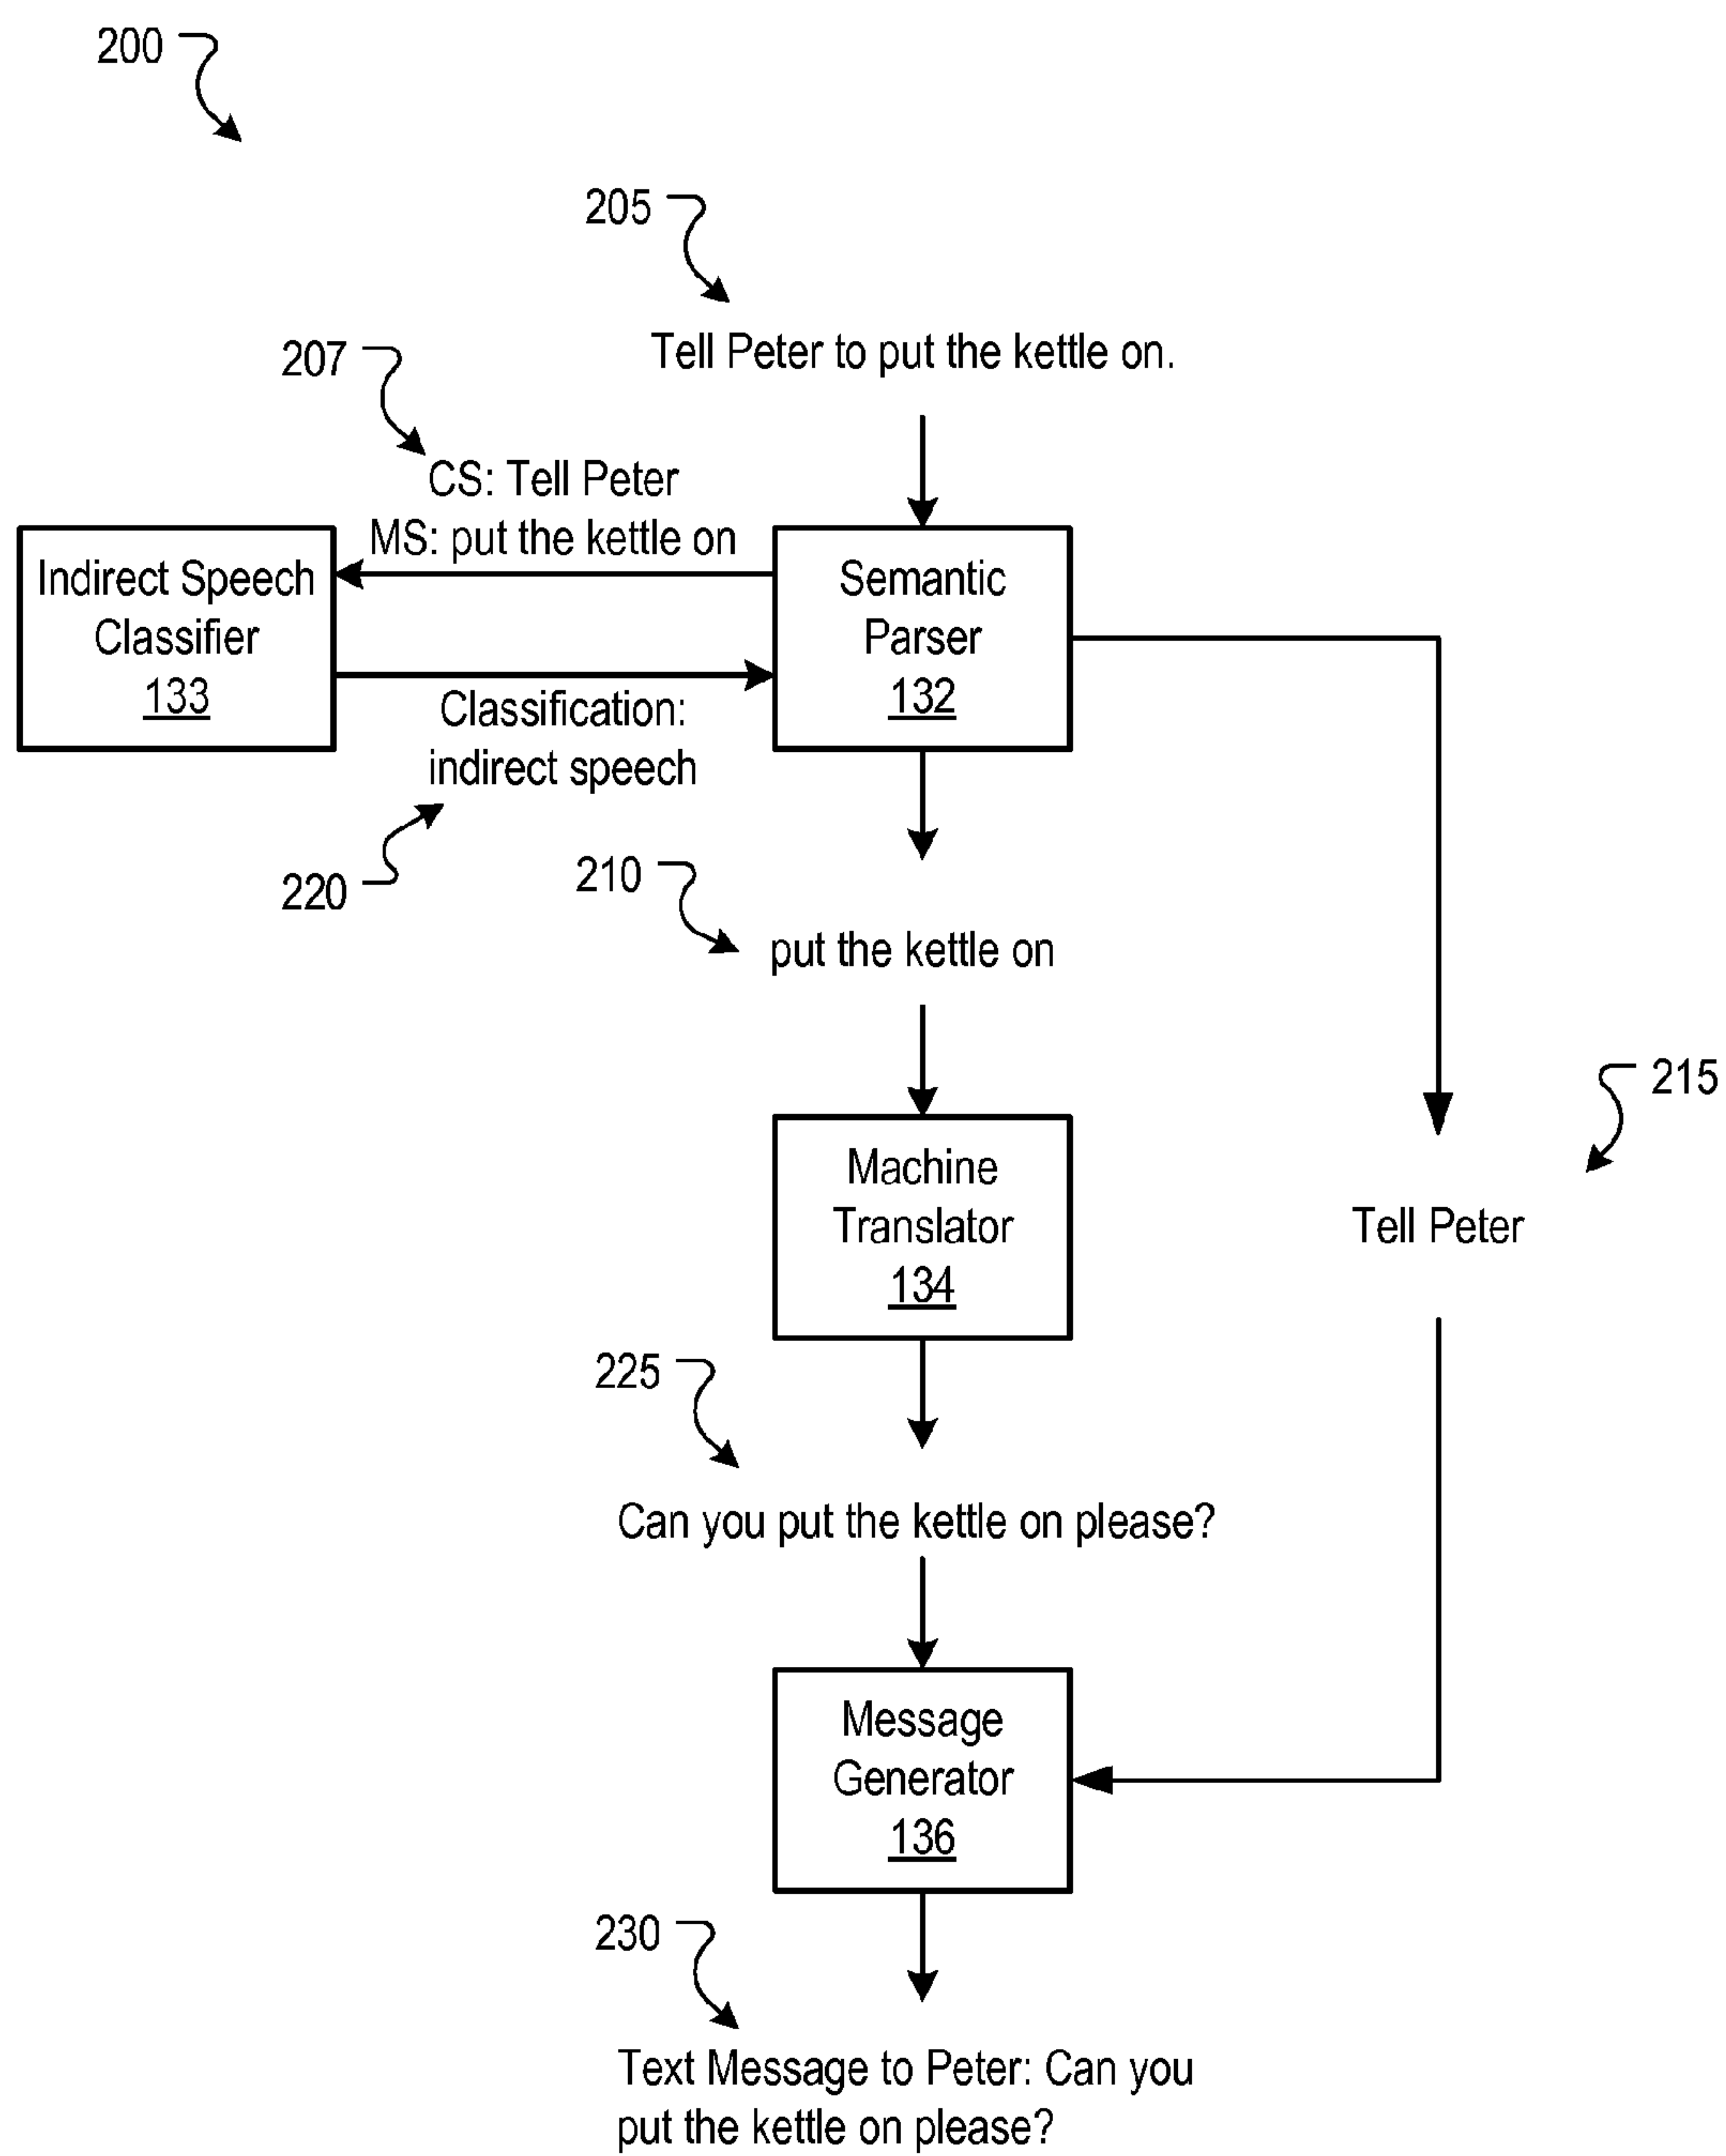 200
205
Tell Peter to put the kettle on.
207
CS: Tell Peter
MS: put the kettle on
Indirect Speech
Classifier
133
Semantic
Parser
132
Classification:
indirect speech
220
210
put the kettle on
215
Machine
Translator
134
Tell Peter
225
Can you put the kettle on please?
Message
Generator
136
230
Text Message to Peter: Can you
put the kettle on please?